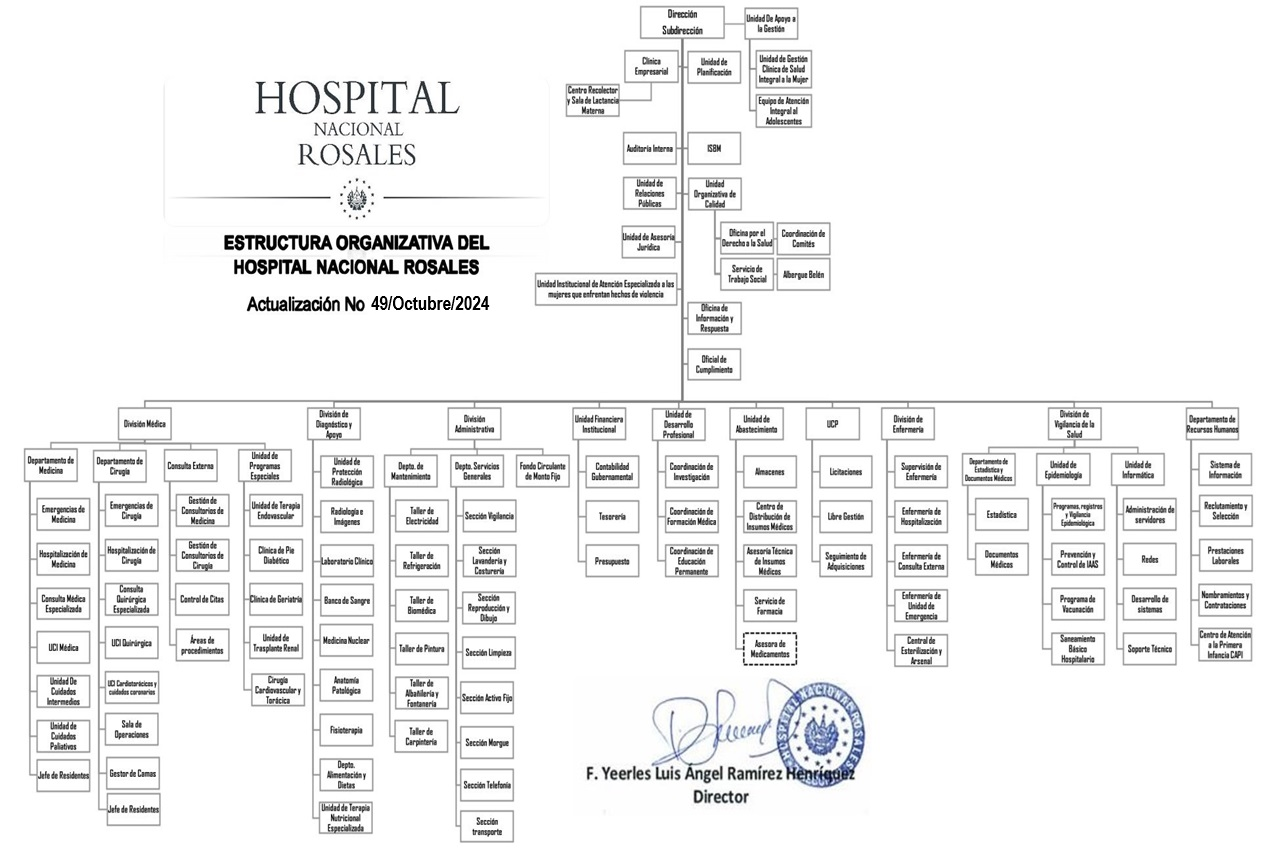 Dirección
Subdirección
Unidad De Apoyo a
la Gestión
Clínica
Empresarial
Unidad de
Planificación
Unidad de Gestión
Clínica de Salud
Integral a la Mujer
Centro Recolector
y Sala de Lactancia
Materna
Equipo de Atención
Integral al
Adolescentes
HOSPITAL
NACIONAL
ROSALES
Auditoría Interna
ISBM
Unidad de
Relaciones
Públicas
Unidad
Organizativa de
Calidad
ESTRUCTURA ORGANIZATIVA DEL
HOSPITAL NACIONAL ROSALES
Actualización No 49/Octubre/2024
Unidad de Asesoría
Jurídica
Oficina por el
Derecho a la Salud
Coordinación de
Comités
Servicio de
Trabajo Social
Albergue Belén
Unidad Institucional de Atención Especializada a las
mujeres que enfrentan hechos de violencia
Oficina de
Información y
Respuesta
Oficial de
Cumplimiento
División Médica
Departamento de
Medicina
Emergencias de
Medicina
Hospitalización de
Medicina
Consulta Médica
Especializada
UCI Médica
Unidad De
Cuidados
Intermedios
Unidad de
Cuidados
Paliativos
Jefe de Residentes
Departamento de
Cirugía
Emergencias de
Cirugía
Hospitalización de
Cirugía
Consulta
Quirúrgica
Especializada
UCI Quirúrgica
UCI Cardiotorácicos y
cuidados coronarios
Sala de
Operaciones
Gestor de Camas
Jefe de Residentes
Consulta Externa
Gestión de
Consultorios de
Medicina
Gestión de
Consultorios de
Cirugía
Control de Citas
Áreas de
procedimientos
Unidad de
Programas
Especiales
Unidad de Terapia
Endovascular
Clínica de Pie
Diabético
Clínica de Geriatría
Unidad de
Trasplante Renal
Cirugía
Cardiovascular y
Torácica
División de
Diagnóstico y
Apoyo
Unidad de
Protección
Radiológica
Radiología e
Imágenes
Laboratorio Clínico
Banco de Sangre
Medicina Nuclear
Anatomía
Patológica
Fisioterapia
Depto.
Alimentación y
Dietes
Unidad de Terapia
Nutricional
Especializada
División
Administrativa
Depto. de
Mantenimiento
Taller de
Electricidad
Taller de
Refrigeración
Taller de
Biomédica
Taller de Pintura
Taller de
Albañilería y
Fontanería
Taller de
Carpintería
Depto. Servicios
Generales
Sección Vigilancia
Sección
Lavandería y
Costurería
Sección
Reproducción y
Dibujo
Sección Limpieza
Sección Activo Fijo
Sección Morgue
Sección Telefonía
Sección
transporte
Fondo Circulante
de Monto Fijo
Unidad Financiera
Institucional
Contabilidad
Gubernamental
Tesorería
Presupuesto
Unidad de
Desarrollo
Profesional
Coordinación de
Investigación
Coordinación de
Formación Médica
Coordinación de
Educación
Permanente
Unidad de
Abastecimiento
Almacenes
Centro de
Distribución de
Insumos Médicos
Asesoría Técnica
de Insumos
Médicos
Servicio de
Farmacia
Asesora de
Medicamentos
UCP
Licitaciones
Libre Gestión
Seguimiento de
Adquisiciones
División de
Enfermería
Supervisión de
Enfermería
Enfermería de
Hospitalización
Enfermería de
Consulta Externa
Enfermería de
Unidad de
Emergencia
Central de
Esterilización y
Arsenal
División de
Vigilancia de la
Salud
Departamento de
Estadística y
Documentos Médicos
Estadística
Documentos
Médicos
Unidad de
Epidemiología
Programas, registros
y Vigilancia
Epidemiológica
Prevención y
Control de IAAS
Programa de
Vacunación
Saneamiento
Básico
Hospitalario
Unidad de
Informática
Administración de
servidores
Redes
Desarrollo de
sistemas
Soporte Técnico
Departamento de
Recursos Humanos
Sistema de
Información
Reclutamiento y
Selección
Prestaciones
Laborales
Nombramientos y
Contrataciones
Centro de Atención
a la Primera
Infancia CAPI
HOSPITAL NACIONAL ROSALES
F. Yeerles Luis Ángel Ramírez Henríquez
Director